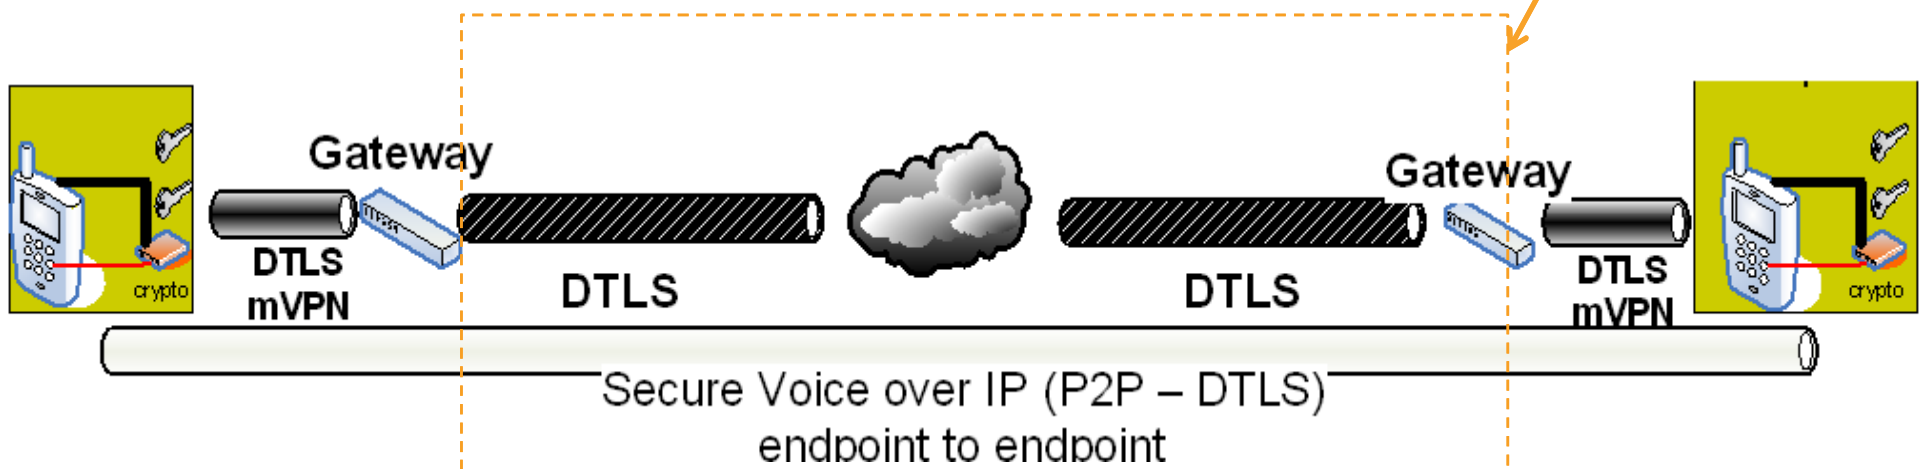 Gateway
Gateway
crypto
DTLS
mVPN
DTLS
DTLS
DTLS
mVPN
crypto
Secure Voice over IP (P2P – DTLS)
endpoint to endpoint